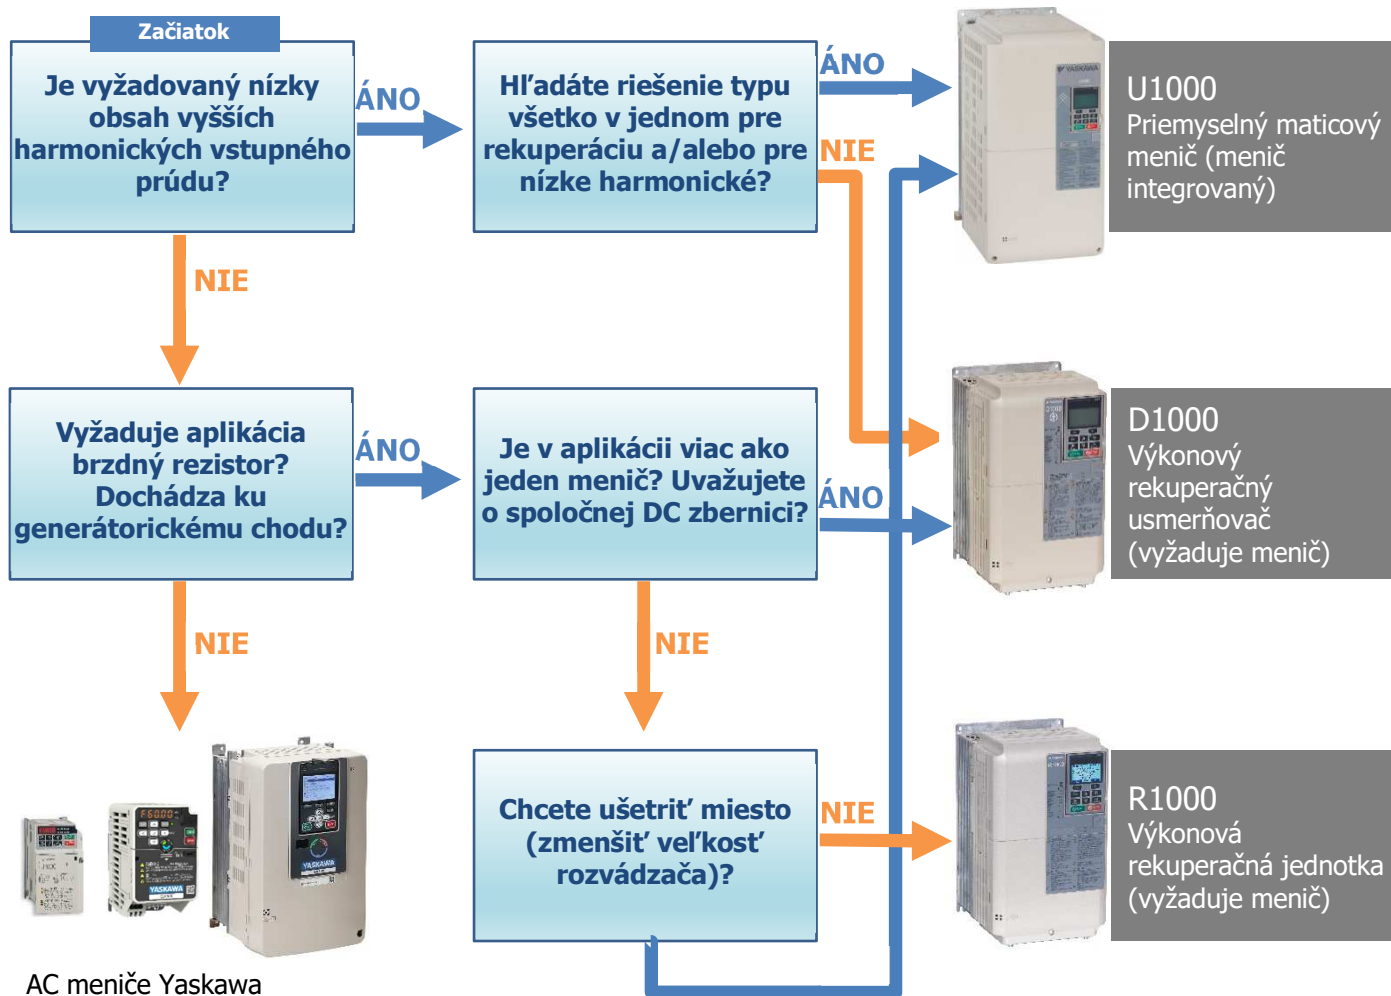 Začiatok
Je vyžadovaný nízky
obsah vyšších
harmonických vstupného
prúdu?
ÁNO
Hľadáte riešenie typu
všetko v jednom pre
rekuperáciu a/alebo pre
nízke harmonické?
ÁNO
NIE
YASKAWA
U1000
Priemyselný maticový
menič (menič
integrovaný)
NIE
Vyžaduje aplikácia
brzdný rezistor?
Dochádza ku
generátorickému chodu?
ÁNO
Je v aplikácii viac ako
jeden menič? Uvažujete
o spoločnej DC zbernici?
ÁNO
D1000
Výkonový
rekuperačný
usmerňovač
(vyžaduje menič)
NIE
NIE
Chcete ušetriť miesto
(zmenšiť veľkosť
rozvádzača)?
NIE
R1000
Výkonová
rekuperačná jednotka
(vyžaduje menič)
YASKAWA
YASKAWA
AC meniče Yaskawa